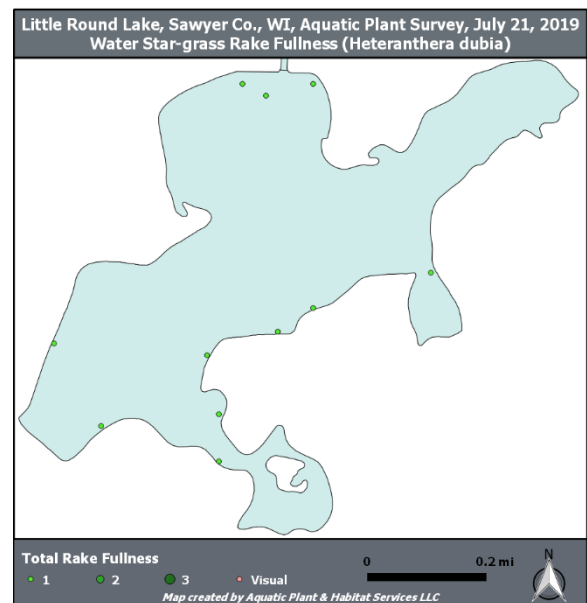 Little Round Lake, Sawyer Co., WI, Aquatic Plant Survey, July 21, 2019
Water Star-grass Rake Fullness (Heteranthera dubia)
Total Rake Fullness
1 2 3 Visual
0 0.2 mi
N
Map created by Aquatic Plant & Habitat Services LLC